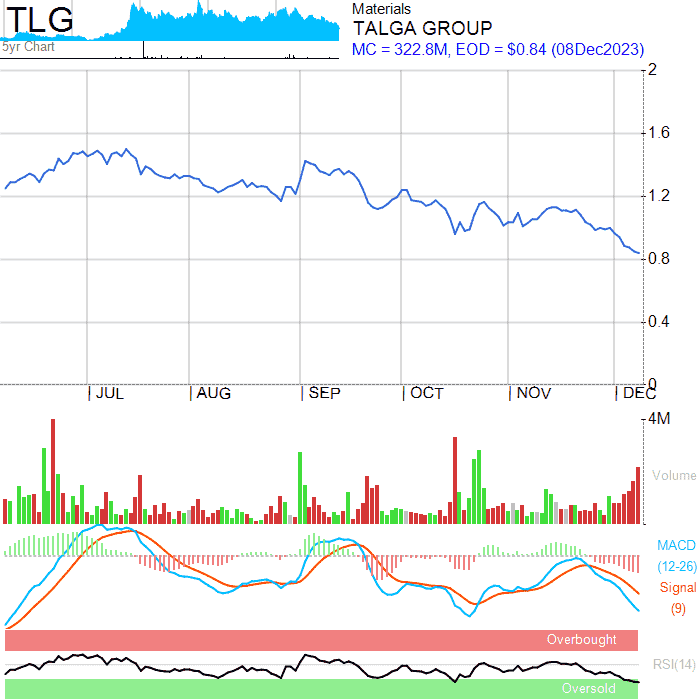 TLG
5yr Chart
Materials
TALGA GROUP
MC = 322.8M, EOD = $0.84 (08Dec2023)
2
1.6
1.2
0.8
0.4
0
JUL AUG SEP OCT NOV DEC
4M
Volume
MACD
(12-26)
Signal
(9)
Overbought
RSI(14)
Oversold